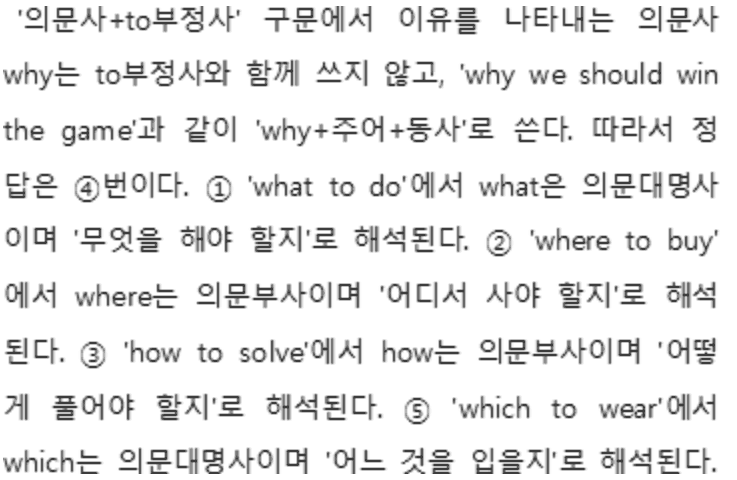 '의문사+to부정사' 구문에서 이유를 나타내는 의문사
why는 to부정사와 함께 쓰지 않고, 'why we should win
the game'과 같이 'why+주어+동사'로 쓴다. 따라서 정
답은 ④번이다. ① 'what to do'에서 what은 의문대명사
이며 '무엇을 해야 할지'로 해석된다. ② 'where to buy'
에서 where는 의문부사이며 '어디서 사야 할지'로 해석
된다. ③ 'how to solve'에서 how는 의문부사이며 '어떻
게 풀어야 할지'로 해석된다. ⑤ 'which to wear'에서
which는 의문대명사이며 '어느 것을 입을지'로 해석된다.